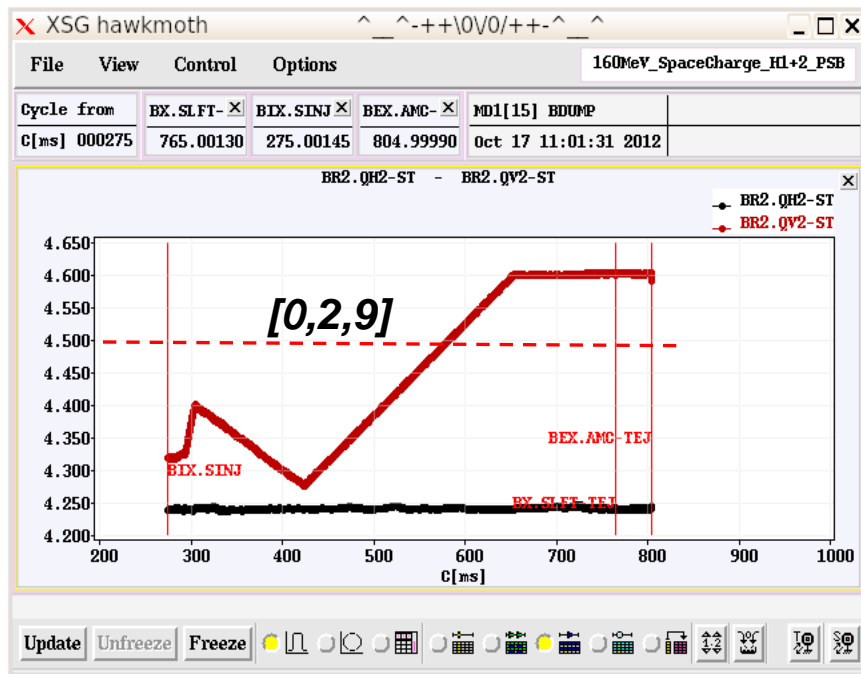 XSG hawkmoth ^__^-++\0\/0/++-^__^
File View Control Options 160MeV_SpaceCharge_H1+2_PSB
Cycle from BX.SLFT- BIX.SINJ BEX.AMC- MD1[15] BDUMP
C[ms] 000275 765.00130 275.00145 804.99990 Oct 17 11:01:31 2012
BR2.QH2-ST - BR2.QV2-ST
BR2.QH2-ST
BR2.QV2-ST
4.650
4.600
4.550
[0,2,9]
4.500
4.450
4.400
4.350
BEX.AMC-TEJ
4.300
BIX.SINJ
4.250
BX.SLFT-TEJ
4.200
200 300 400 500 600 700 800 900 1000
C[ms]
Update Unfreeze Freeze